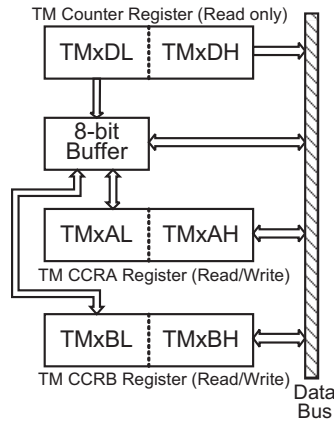 TM Counter Register (Read only)
TMxDL TMxDH
8-bit
Buffer
TMxAL TMxAH
TM CCRA Register (Read/Write)
TMxBL TMxBH
TM CCRB Register (Read/Write)
Data
Bus